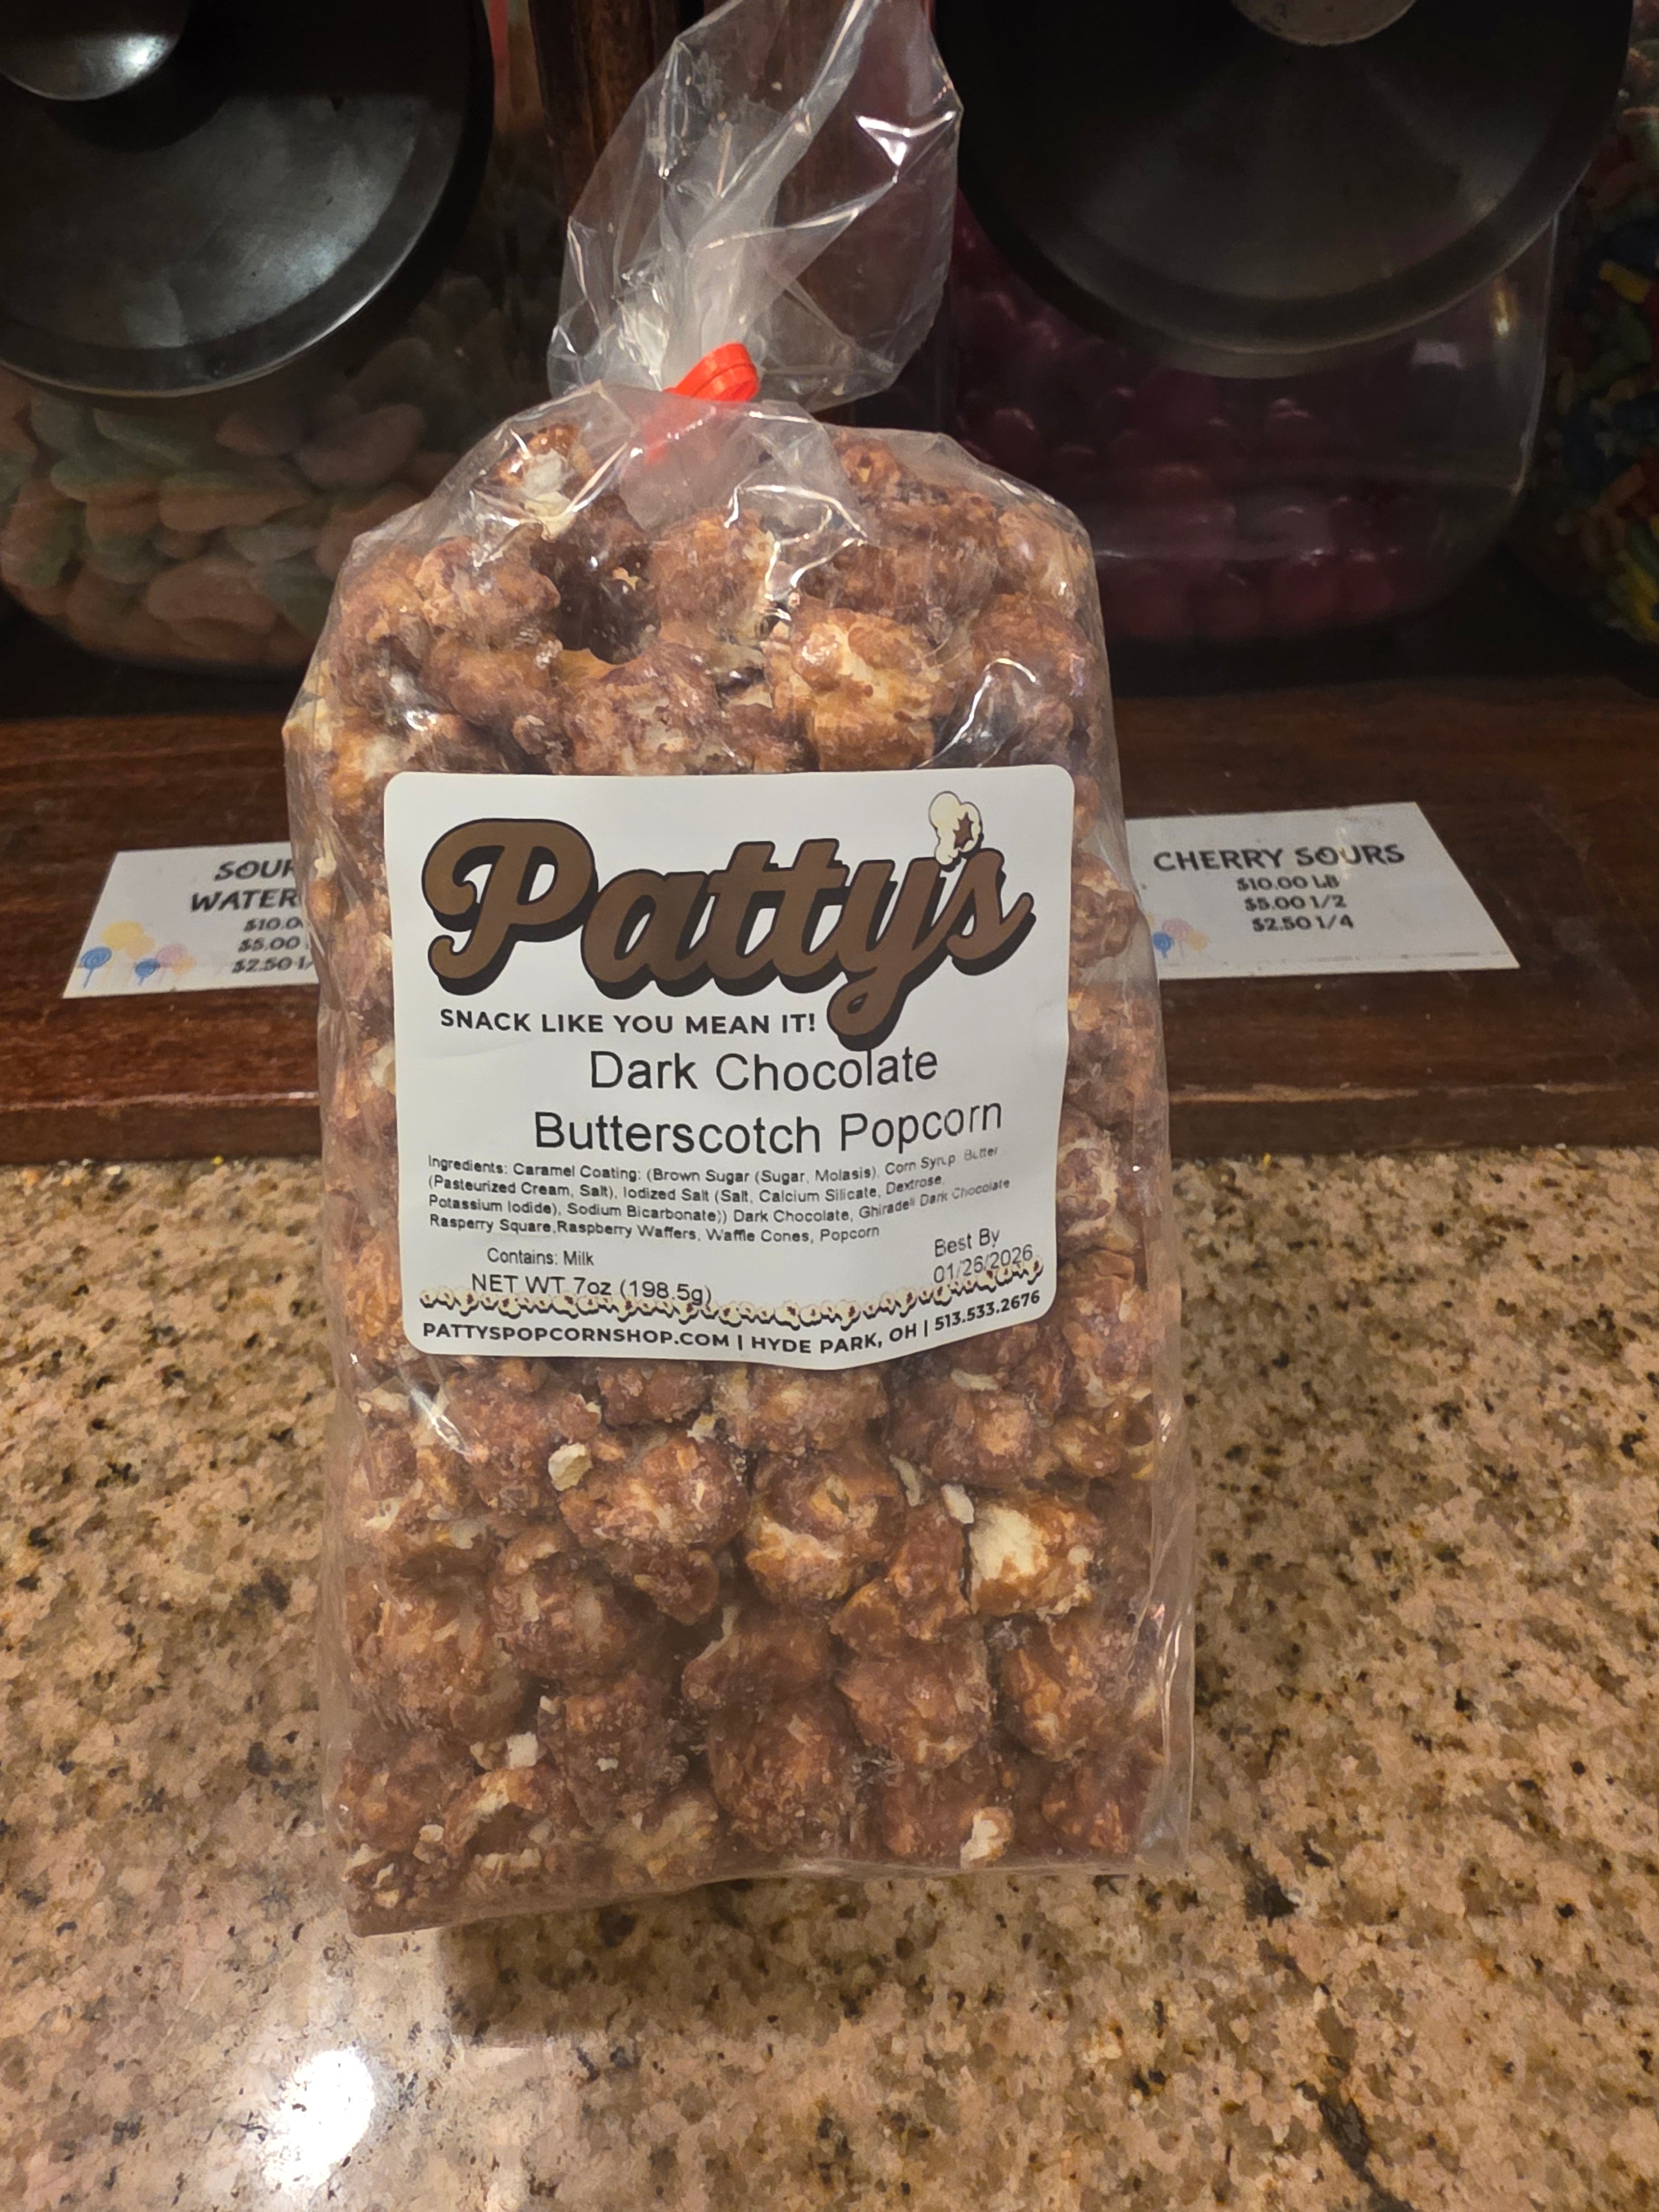 Patty's
SNACK LIKE YOU MEAN IT!
Dark Chocolate
Butterscotch Popcorn
Ingredients: Caramel Coating: (Brown Sugar (Sugar, Molasis), Corn Syrup, Butter
(Pasteurized Cream, Salt), Iodized Salt (Salt, Calcium Silicate, Dextrose,
Potassium Iodide), Sodium Bicarbonate)) Dark Chocolate, Ghiradeli Dark Chocolate
Rasperry Square,Raspberry Waffers, Waffle Cones, Popcorn
Contains: Milk
Best By
01/26/2026
NET WT 7oz (198.5g)
PATTYSPOPCORNSHOP.COM | HYDE PARK, OH | 513.533.2676
SOUR
WATER
$10.0
$5.00
$2.50 1/
CHERRY SOURS
$10.00 LB
$5.00 1/2
$2.50 1/4